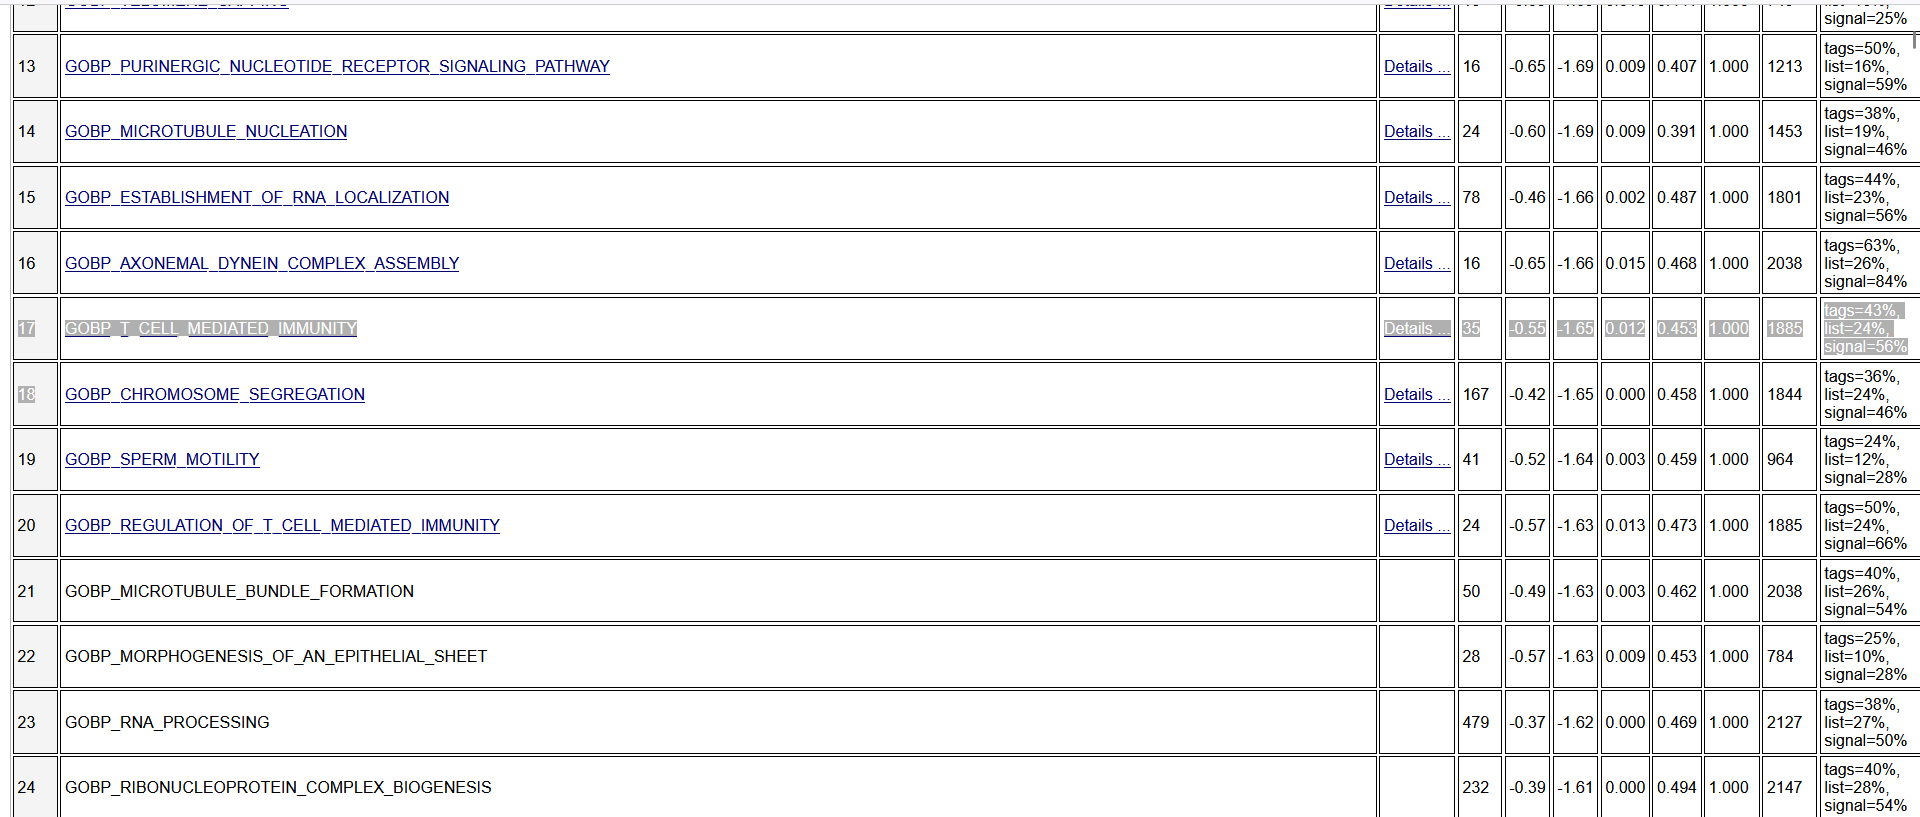 signal=25%
13 GOBP_PURINERGIC_NUCLEOTIDE_RECEPTOR_SIGNALING_PATHWAY Details ... 16 -0.65 -1.69 0.009 0.407 1.000 1213 tags=50%,
list=16%,
signal=59%
14 GOBP_MICROTUBULE_NUCLEATION Details ... 24 -0.60 -1.69 0.009 0.391 1.000 1453 tags=38%,
list=19%,
signal=46%
15 GOBP_ESTABLISHMENT_OF_RNA_LOCALIZATION Details ... 78 -0.46 -1.66 0.002 0.487 1.000 1801 tags=44%,
list=23%,
signal=56%
16 GOBP_AXONEMAL_DYNEIN_COMPLEX_ASSEMBLY Details ... 16 -0.65 -1.66 0.015 0.468 1.000 2038 tags=63%,
list=26%,
signal=84%
17 GOBP_T_CELL_MEDIATED_IMMUNITY Details ... 35 -0.55 -1.65 0.012 0.453 1.000 1885 tags=43%,
list=24%,
signal=56%
18 GOBP_CHROMOSOME_SEGREGATION Details ... 167 -0.42 -1.65 0.000 0.458 1.000 1844 tags=36%,
list=24%,
signal=46%
19 GOBP_SPERM_MOTILITY Details ... 41 -0.52 -1.64 0.003 0.459 1.000 964 tags=24%,
list=12%,
signal=28%
20 GOBP_REGULATION_OF_T_CELL_MEDIATED_IMMUNITY Details ... 24 -0.57 -1.63 0.013 0.473 1.000 1885 tags=50%,
list=24%,
signal=66%
21 GOBP_MICROTUBULE_BUNDLE_FORMATION 50 -0.49 -1.63 0.003 0.462 1.000 2038 tags=40%,
list=26%,
signal=54%
22 GOBP_MORPHOGENESIS_OF_AN_EPITHELIAL_SHEET 28 -0.57 -1.63 0.009 0.453 1.000 784 tags=25%,
list=10%,
signal=28%
23 GOBP_RNA_PROCESSING 479 -0.37 -1.62 0.000 0.469 1.000 2127 tags=38%,
list=27%,
signal=50%
24 GOBP_RIBONUCLEOPROTEIN_COMPLEX_BIOGENESIS 232 -0.39 -1.61 0.000 0.494 1.000 2147 tags=40%,
list=28%,
signal=54%